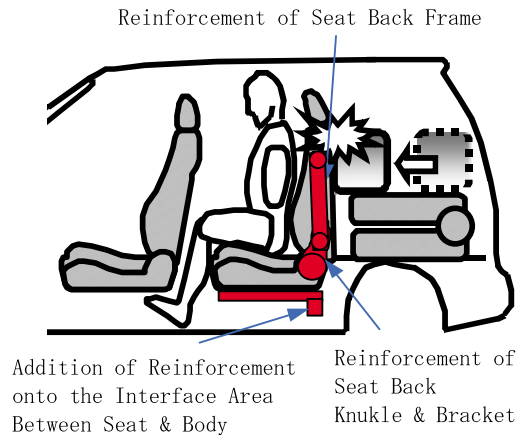 Reinforcement of Seat Back Frame
Addition of Reinforcement
onto the Interface Area
Between Seat & Body
Reinforcement of
Seat Back
Knukle & Bracket